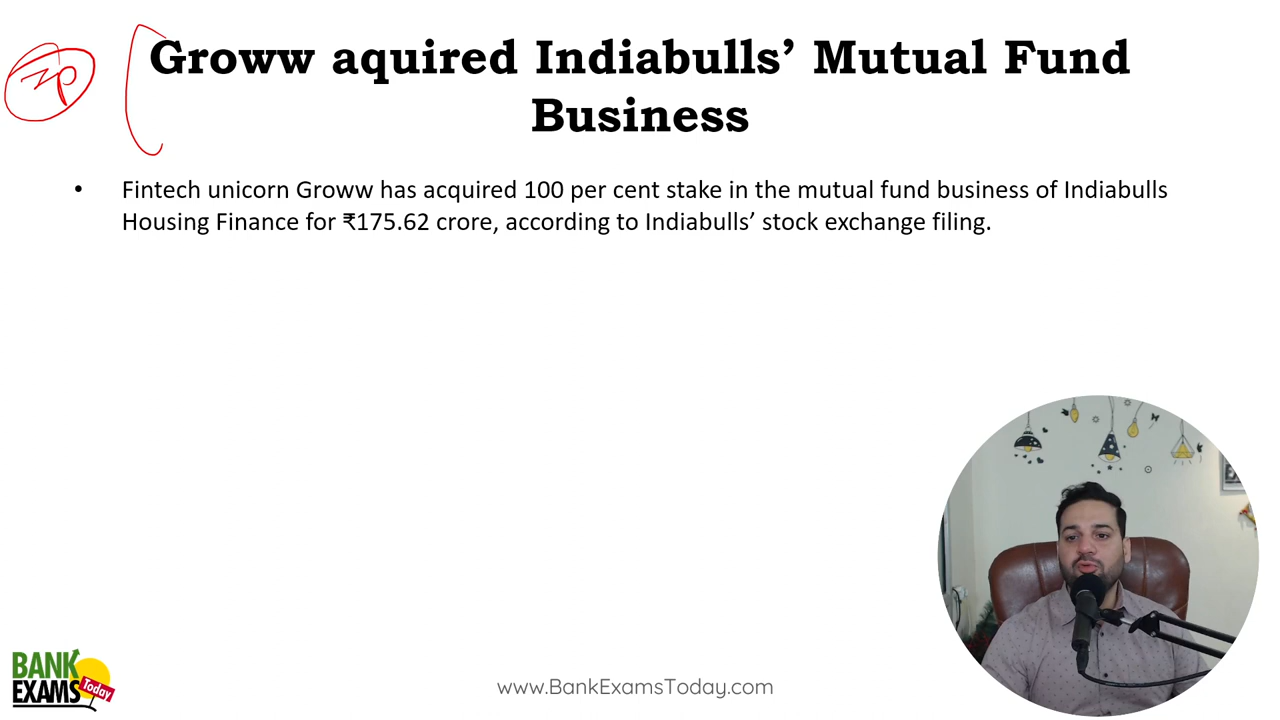 Groww aquired Indiabulls’ Mutual Fund
Business
• Fintech unicorn Groww has acquired 100 per cent stake in the mutual fund business of Indiabulls
Housing Finance for ₹175.62 crore, according to Indiabulls’ stock exchange filing.
BANK
EXAMS
Today
www.BankExamsToday.com